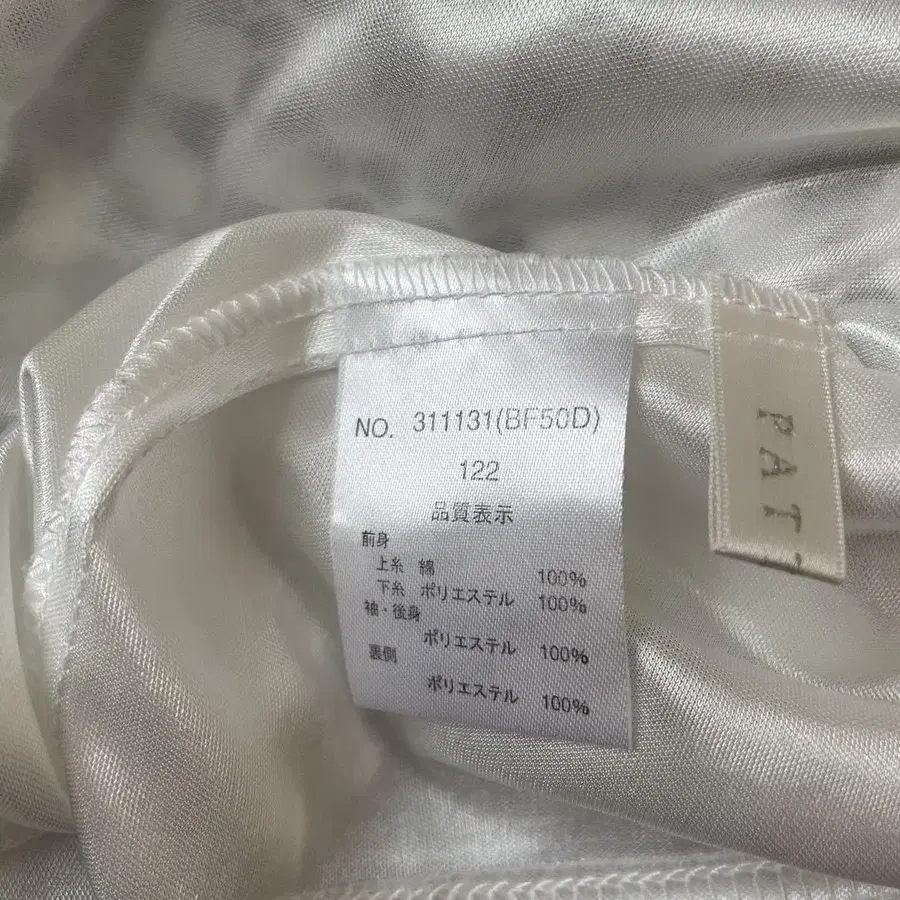 NO. 311131(BF50D)
122
品質表示
前身
上糸 綿 100%
下糸 ポリエステル 100%
袖・後身
ポリエステル 100%
裏側
ポリエステル 100%
PAT